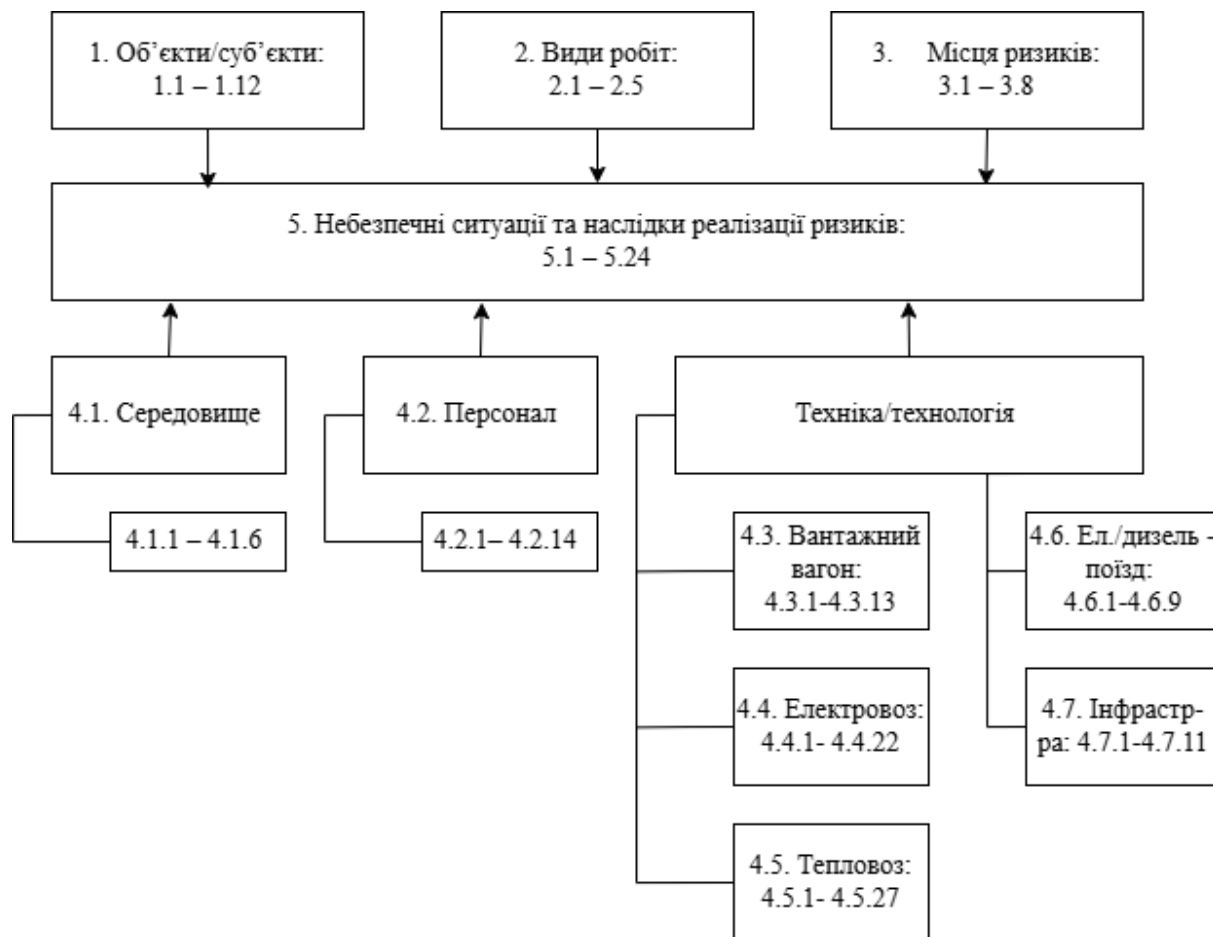 1. Об’єкти/суб’єкти:
1.1 – 1.12
2. Види робіт:
2.1 – 2.5
3. Місця ризиків:
3.1 – 3.8
5. Небезпечні ситуації та наслідки реалізації ризиків:
5.1 – 5.24
4.1. Середовище
4.2. Персонал
Техніка/технологія
4.1.1 – 4.1.6
4.2.1– 4.2.14
4.3. Вантажний
вагон:
4.3.1-4.3.13
4.6. Ел./дизель -
поїзд:
4.6.1-4.6.9
4.4. Електровоз:
4.4.1- 4.4.22
4.7. Інфрастр-
ра: 4.7.1-4.7.11
4.5. Тепловоз:
4.5.1- 4.5.27